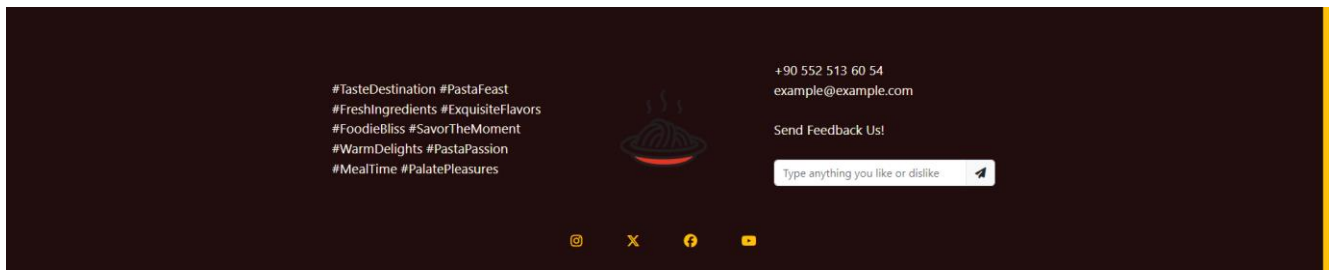 #TasteDestination #PastaFeast
#FreshIngredients #ExquisiteFlavors
#FoodieBliss #SavorTheMoment
#WarmDelights #PastaPassion
#MealTime #PalatePleasures
+90 552 513 60 54
example@example.com
Send Feedback Us!
Type anything you like or dislike